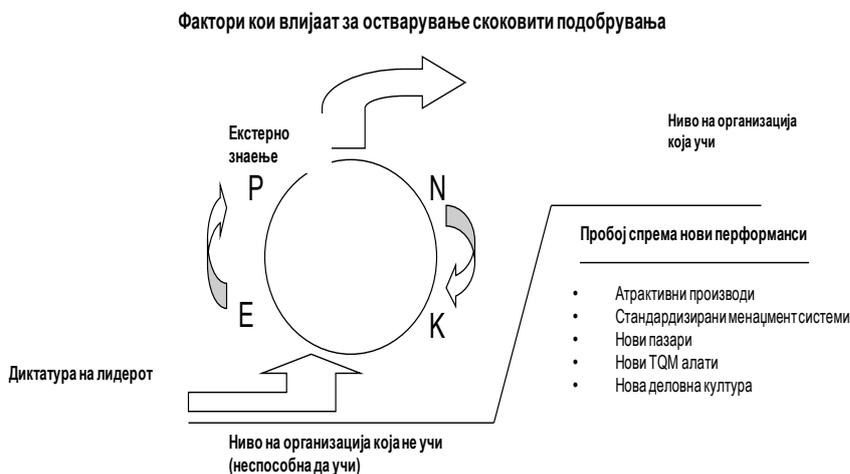 Фактори кои влијаат за остварување скоковити подобрувања
Екстерно
знаење
P
N
E
K
Ниво на организација
која учи
Пробој спрема нови перформанси
• Атрактивни производи
• Стандардизирани менаџмент системи
• Нови пазари
• Нови TQM алати
• Нова деловна култура
Диктатура на лидерот
Ниво на организација која не учи
(неспособна да учи)